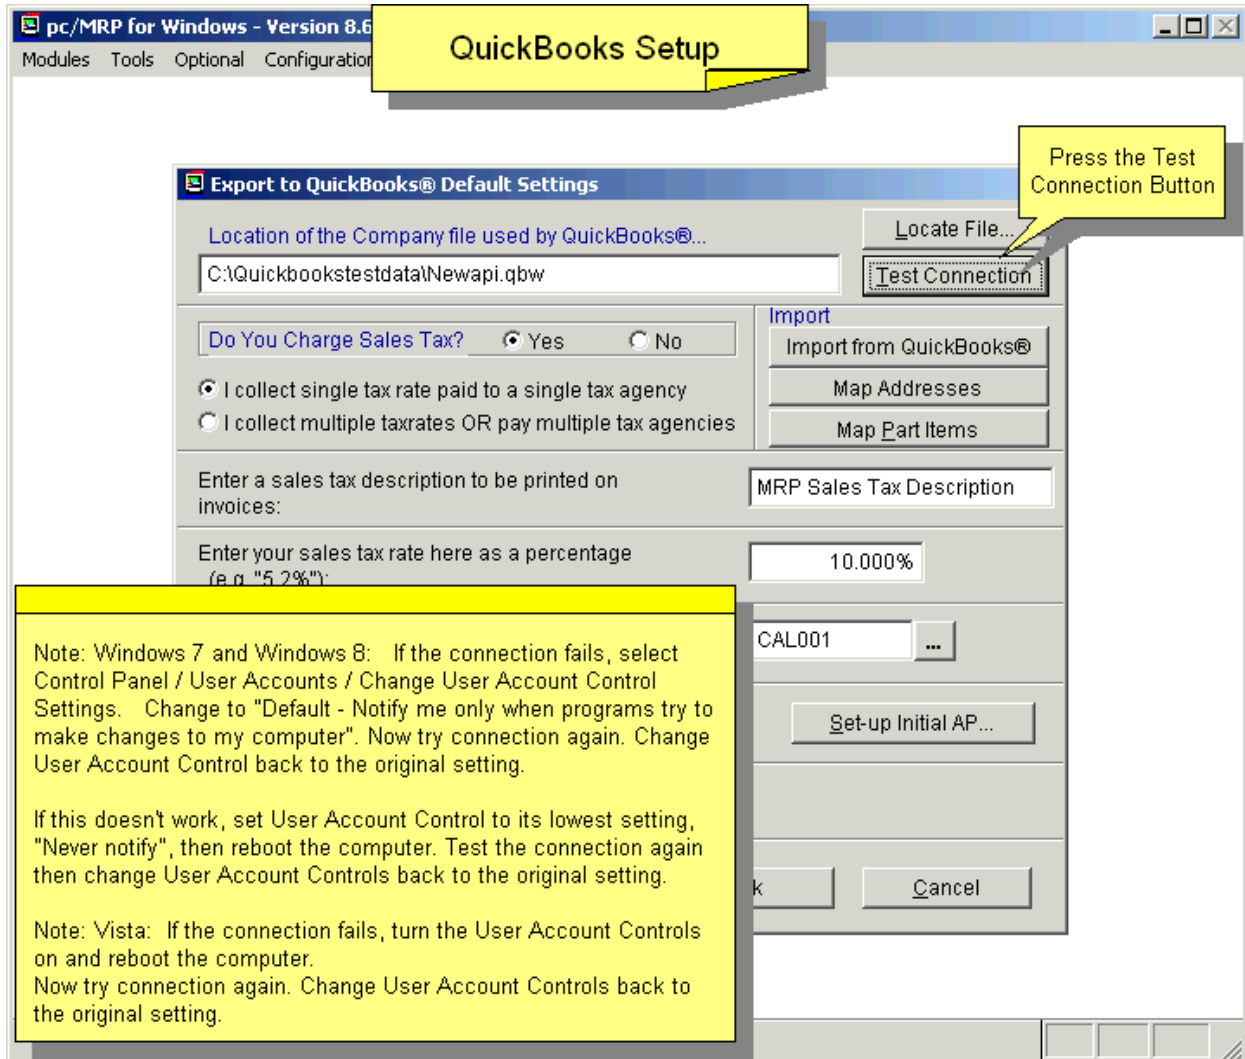 pc/MRP for Windows - Version 8.6
QuickBooks Setup
Modules Tools Optional Configuration
Press the Test
Connection Button
Export to QuickBooks® Default Settings
Location of the Company file used by QuickBooks®...
Locate File...
C:\Quickbookstestdata\Newapi.qbw
Test Connection
Do You Charge Sales Tax? Yes No
Import
Import from QuickBooks®
I collect single tax rate paid to a single tax agency
Map Addresses
I collect multiple taxrates OR pay multiple tax agencies
Map Part Items
Enter a sales tax description to be printed on
invoices:
MRP Sales Tax Description
Enter your sales tax rate here as a percentage
(e.g. "5.2%"):
10.000%
CAL001 ...
Set-up Initial AP...
k
Cancel
Note: Windows 7 and Windows 8: If the connection fails, select
Control Panel / User Accounts / Change User Account Control
Settings. Change to "Default - Notify me only when programs try to
make changes to my computer". Now try connection again. Change
User Account Control back to the original setting.
If this doesn't work, set User Account Control to its lowest setting,
"Never notify", then reboot the computer. Test the connection again
then change User Account Controls back to the original setting.
Note: Vista: If the connection fails, turn the User Account Controls
on and reboot the computer.
Now try connection again. Change User Account Controls back to
the original setting.